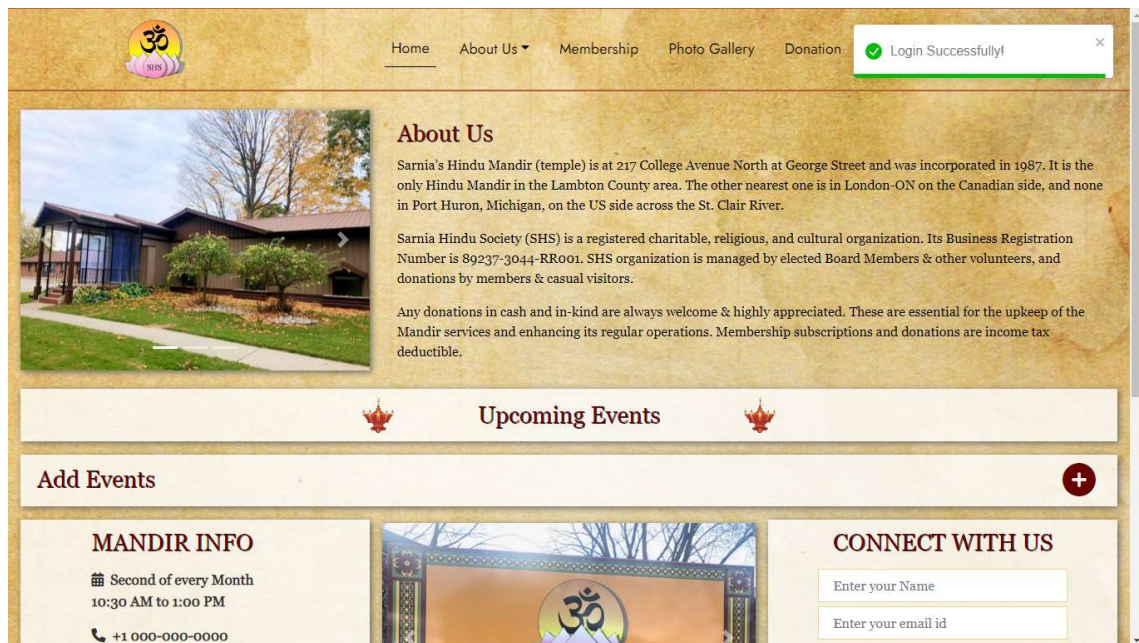 ॐ
SHS
Home About Us Membership Photo Gallery Donation
Login Successfully!
×
About Us
Sarnia's Hindu Mandir (temple) is at 217 College Avenue North at George Street and was incorporated in 1987. It is the
only Hindu Mandir in the Lambton County area. The other nearest one is in London-ON on the Canadian side, and none
in Port Huron, Michigan, on the US side across the St. Clair River.
Sarnia Hindu Society (SHS) is a registered charitable, religious, and cultural organization. Its Business Registration
Number is 89237-3044-RR001. SHS organization is managed by elected Board Members & other volunteers, and
donations by members & casual visitors.
Any donations in cash and in-kind are always welcome & highly appreciated. These are essential for the upkeep of the
Mandir services and enhancing its regular operations. Membership subscriptions and donations are income tax
deductible.
Upcoming Events
Add Events
+
MANDIR INFO
Second of every Month
10:30 AM to 1:00 PM
+1 000-000-0000
ॐ
CONNECT WITH US
Enter your Name
Enter your email id